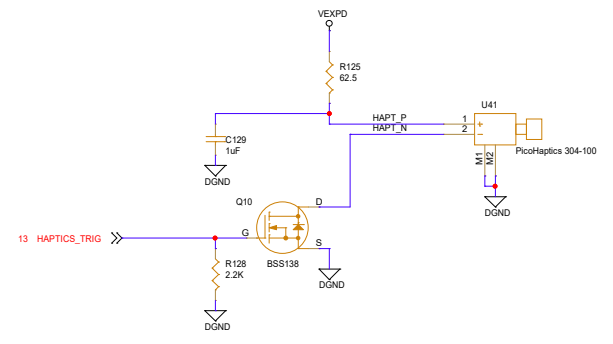 VEXPD
R125
62.5
U41
HAPT_P
1
+
HAPT_N
2
-
C129
1uF
M1
M2
PicoHaptics 304-100
DGND
Q10
D
DGND
13 HAPTICS_TRIG
G
S
R128
2.2K
BSS138
DGND
DGND